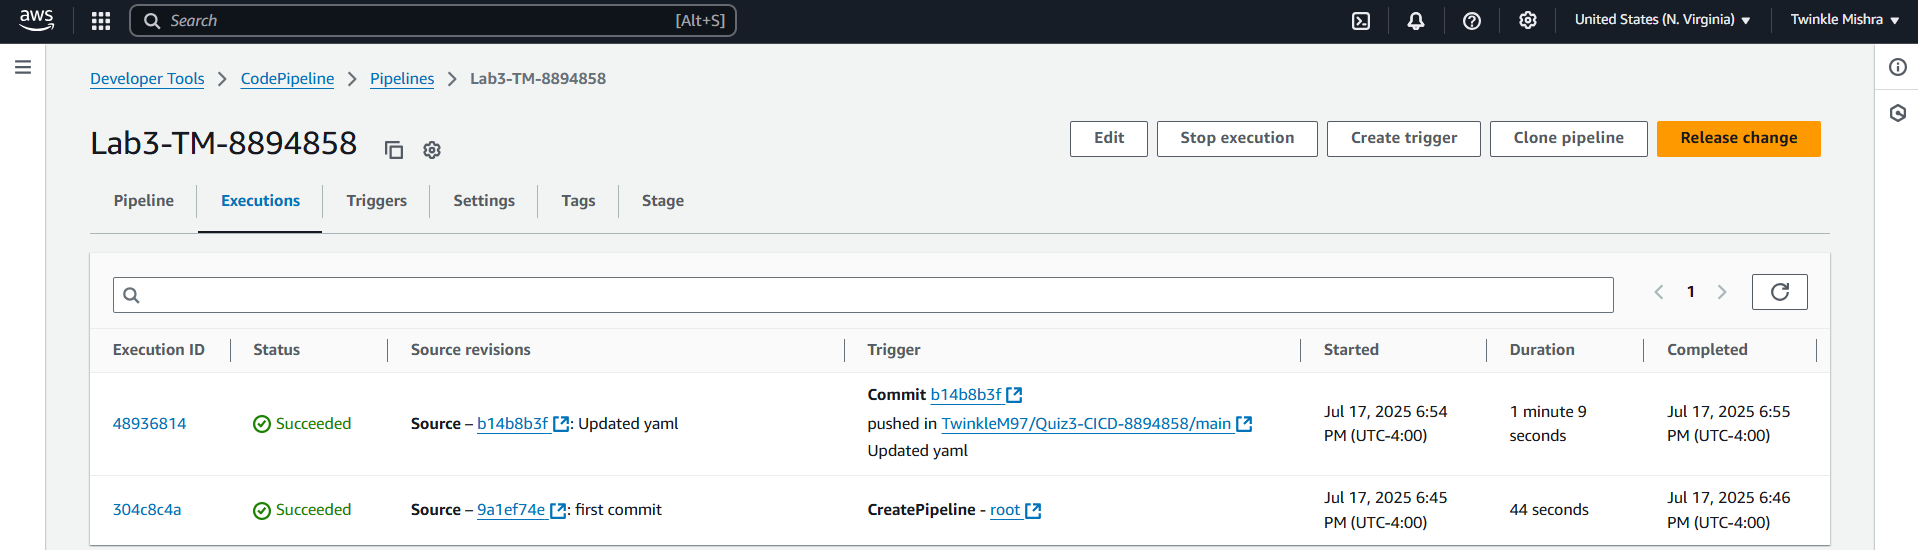 aws
Search [Alt+S]
United States (N. Virginia) Twinkle Mishra
Developer Tools CodePipeline Pipelines Lab3-TM-8894858
Lab3-TM-8894858
Edit Stop execution Create trigger Clone pipeline Release change
Pipeline Executions Triggers Settings Tags Stage
1
Execution ID Status Source revisions Trigger Started Duration Completed
48936814 Succeeded Source – b14b8b3f : Updated yaml
Commit b14b8b3f
pushed in TwinkleM97/Quiz3-CICD-8894858/main
Updated yaml
Jul 17, 2025 6:54
PM (UTC-4:00)
1 minute 9
seconds
Jul 17, 2025 6:55
PM (UTC-4:00)
304c8c4a Succeeded Source – 9a1ef74e : first commit
CreatePipeline - root
Jul 17, 2025 6:45
PM (UTC-4:00)
44 seconds
Jul 17, 2025 6:46
PM (UTC-4:00)